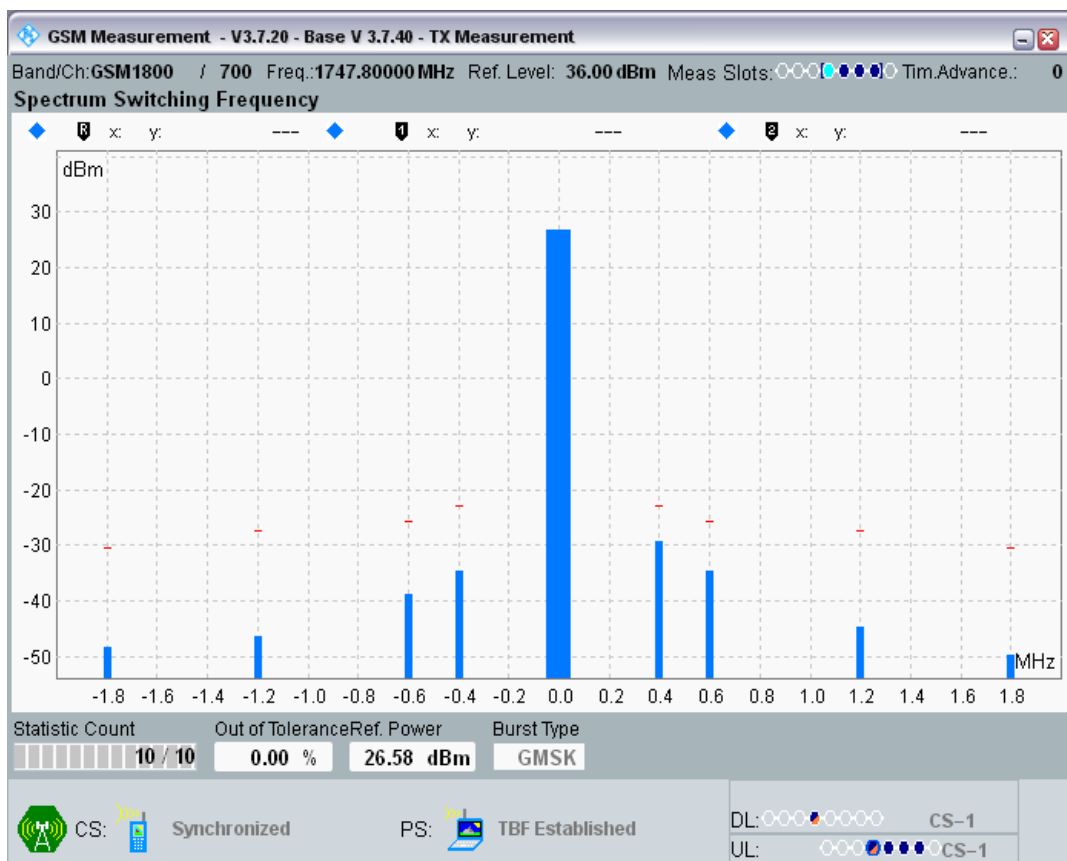 GSM Measurement - V3.7.20 - Base V 3.7.40 - TX Measurement
Band/Ch:GSM1800 / 700 Freq.:1747.80000 MHz Ref. Level: 36.00 dBm Meas Slots: Tim.Advance.: 0
Spectrum Switching Frequency
R x: y: --- 1 x: y: --- 2 x: y: ---
dBm
30
20
10
0
-10
-20
-30
-40
-50
MHz
-1.8 -1.6 -1.4 -1.2 -1.0 -0.8 -0.6 -0.4 -0.2 0.0 0.2 0.4 0.6 0.8 1.0 1.2 1.4 1.6 1.8
Statistic Count Out of Tolerance Ref. Power Burst Type
10 / 10 0.00 % 26.58 dBm GMSK
CS: Synchronized PS: TBF Established DL: CS-1
UL: CS-1